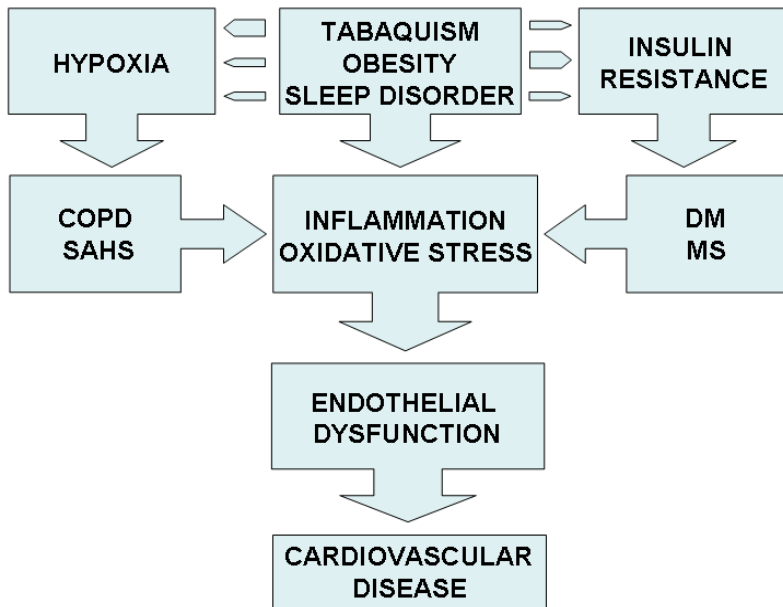 HYPOXIA
TABAQUISM
OBESITY
SLEEP DISORDER
INSULIN
RESISTANCE
COPD
SAHS
INFLAMMATION
OXIDATIVE STRESS
DM
MS
ENDOTHELIAL
DYSFUNCTION
CARDIOVASCULAR
DISEASE